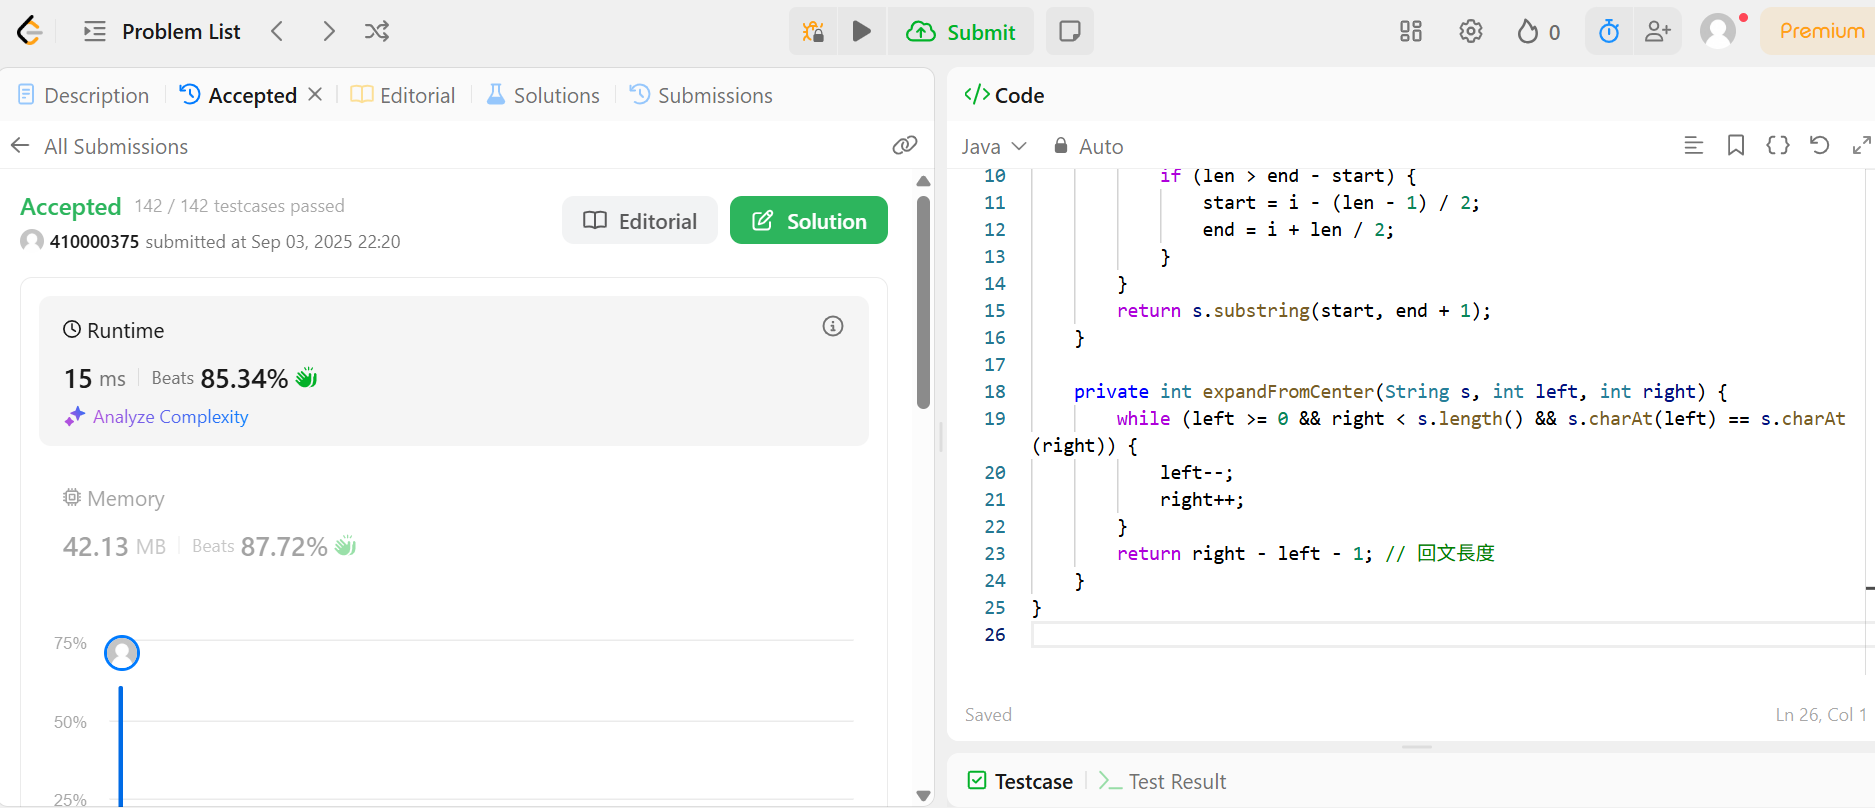 Problem List
Submit
0
Premium
Description
Accepted
Editorial
Solutions
Submissions
All Submissions
Accepted 142 / 142 testcases passed
410000375 submitted at Sep 03, 2025 22:20
Editorial
Solution
Runtime
15 ms Beats 85.34%
Analyze Complexity
Memory
42.13 MB Beats 87.72%
75%
50%
25%
</> Code
Java
Auto
10 if (len > end - start) {
11 start = i - (len - 1) / 2;
12 end = i + len / 2;
13 }
14 }
15 return s.substring(start, end + 1);
16 }
17
18 private int expandFromCenter(String s, int left, int right) {
19 while (left >= 0 && right < s.length() && s.charAt(left) == s.charAt
(right)) {
20 left--;
21 right++;
22 }
23 return right - left - 1; // 回文長度
24 }
25 }
26
Saved
Ln 26, Col 1
Testcase
Test Result